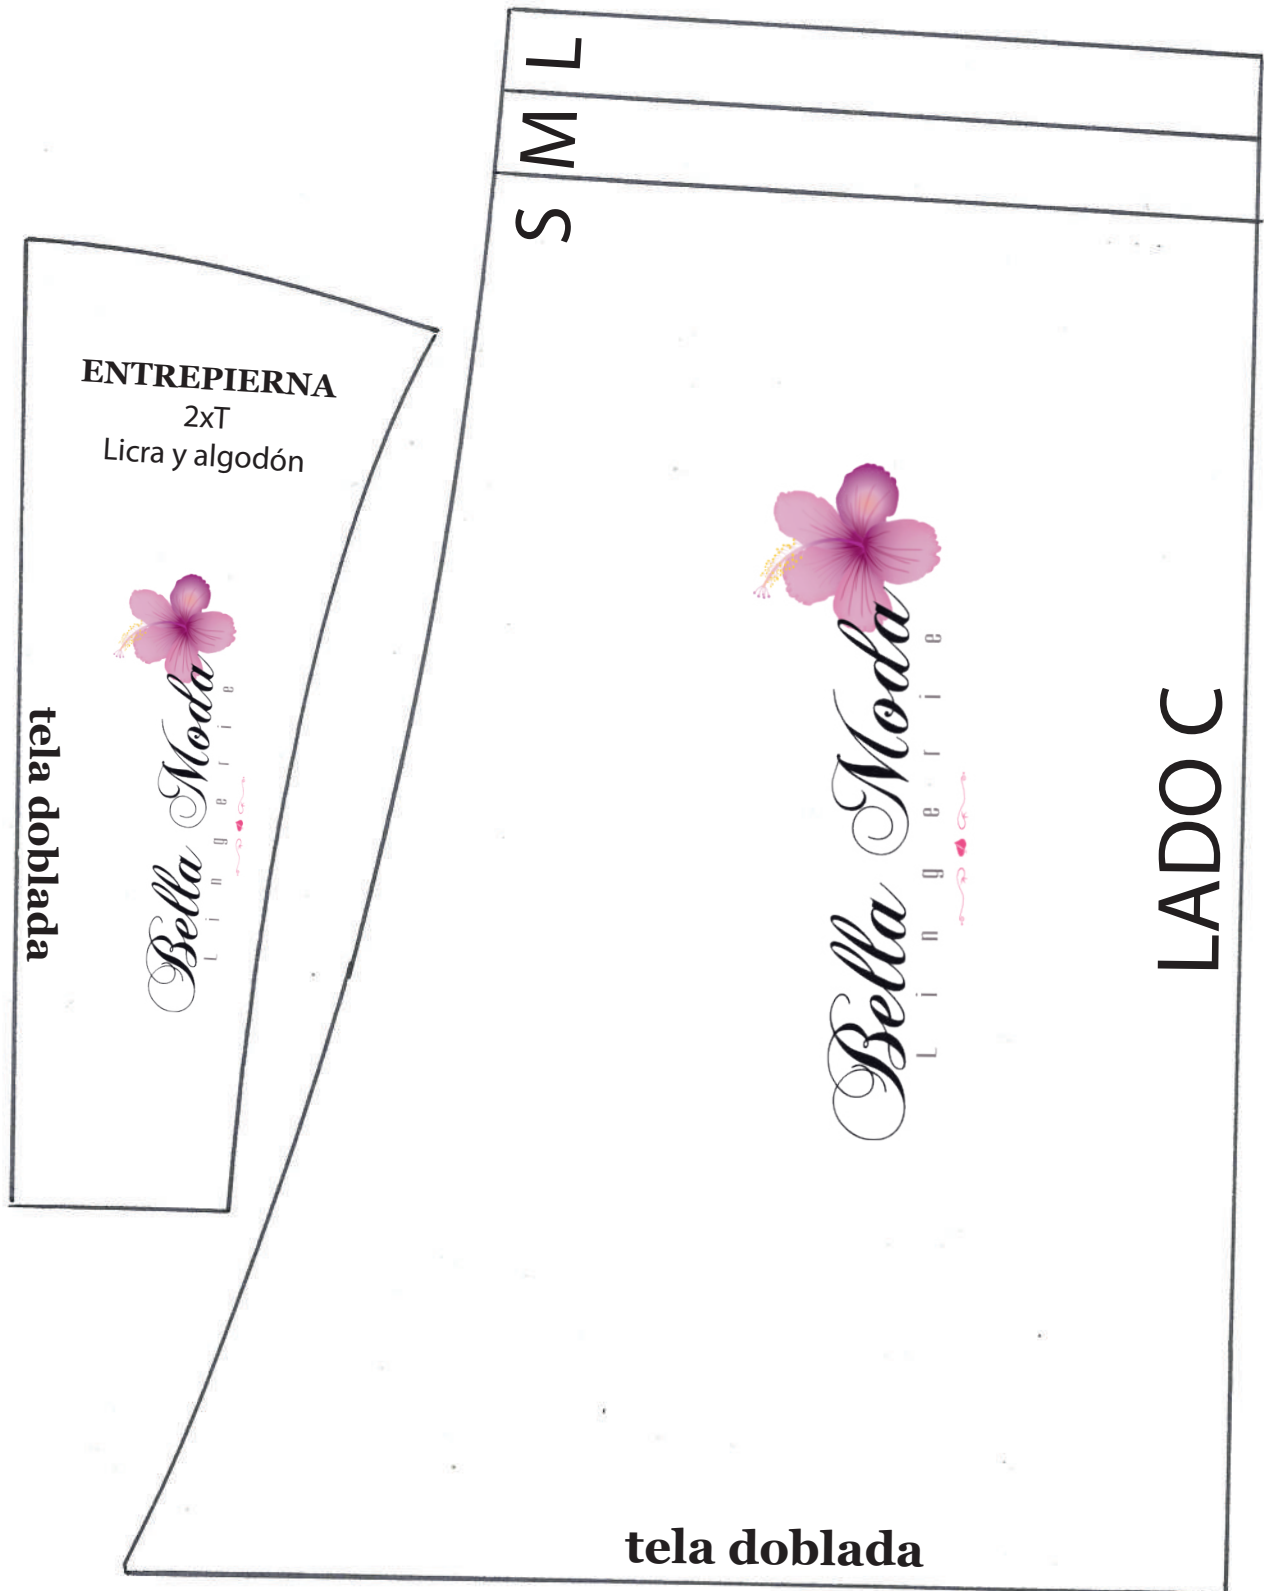 L
M
S
ENTREPIERNA
2xT
Licra y algodón
tela doblada
Bella Moda
Lingerie
Bella Moda
Lingerie
LADO C
tela doblada